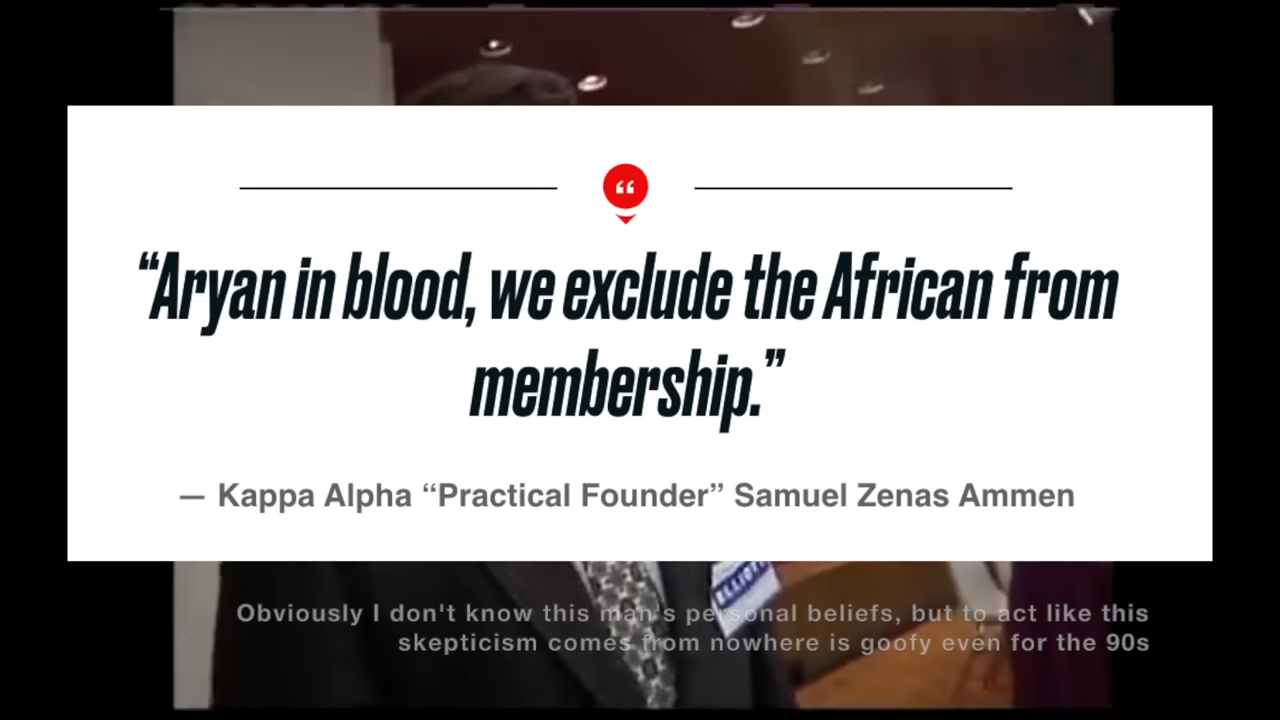 “Aryan in blood, we exclude the African from
membership.”
— Kappa Alpha “Practical Founder” Samuel Zenas Ammen
ELLIOTT
Obviously I don't know this man's personal beliefs, but to act like this
skepticism comes from nowhere is goofy even for the 90s